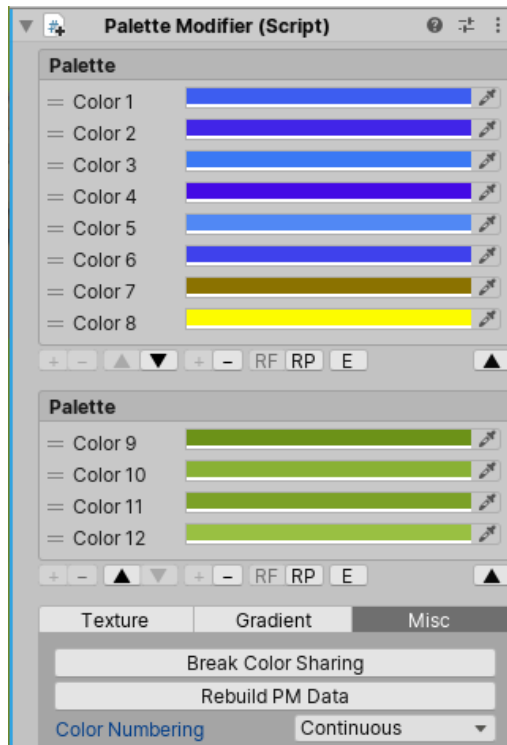 Palette Modifier (Script)
Palette
Color 1
Color 2
Color 3
Color 4
Color 5
Color 6
Color 7
Color 8
+ - + - RF RP E
Palette
Color 9
Color 10
Color 11
Color 12
+ - + - RF RP E
Texture Gradient Misc
Break Color Sharing
Rebuild PM Data
Color Numbering Continuous